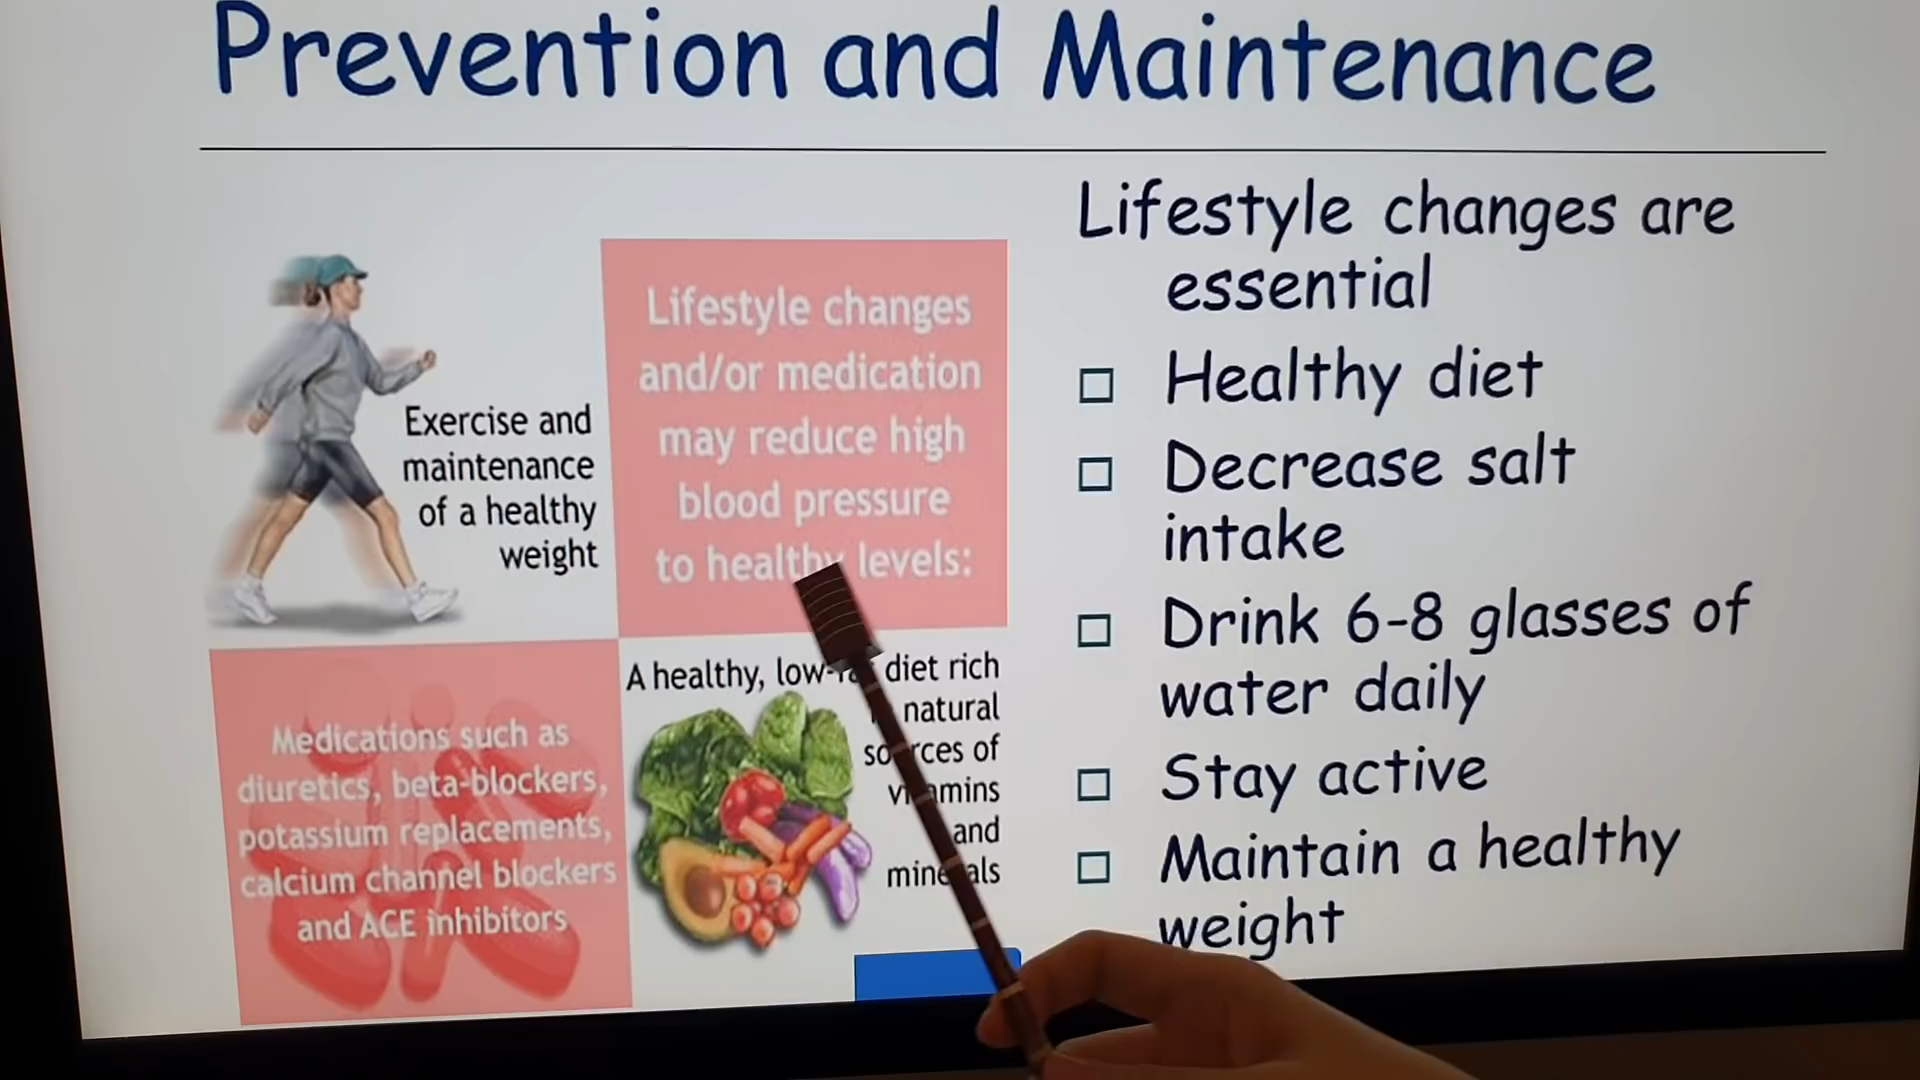 Prevention and Maintenance
Exercise and
maintenance
of a healthy
weight
Lifestyle changes
and/or medication
may reduce high
blood pressure
to healthy levels:
Medications such as
diuretics, beta-blockers,
potassium replacements,
calcium channel blockers
and ACE inhibitors
A healthy, diet rich
natural
of
and
Lifestyle changes are
essential
Healthy diet
Decrease salt
intake
Drink 6-8 glasses of
water daily
Stay active
Maintain a healthy
weight